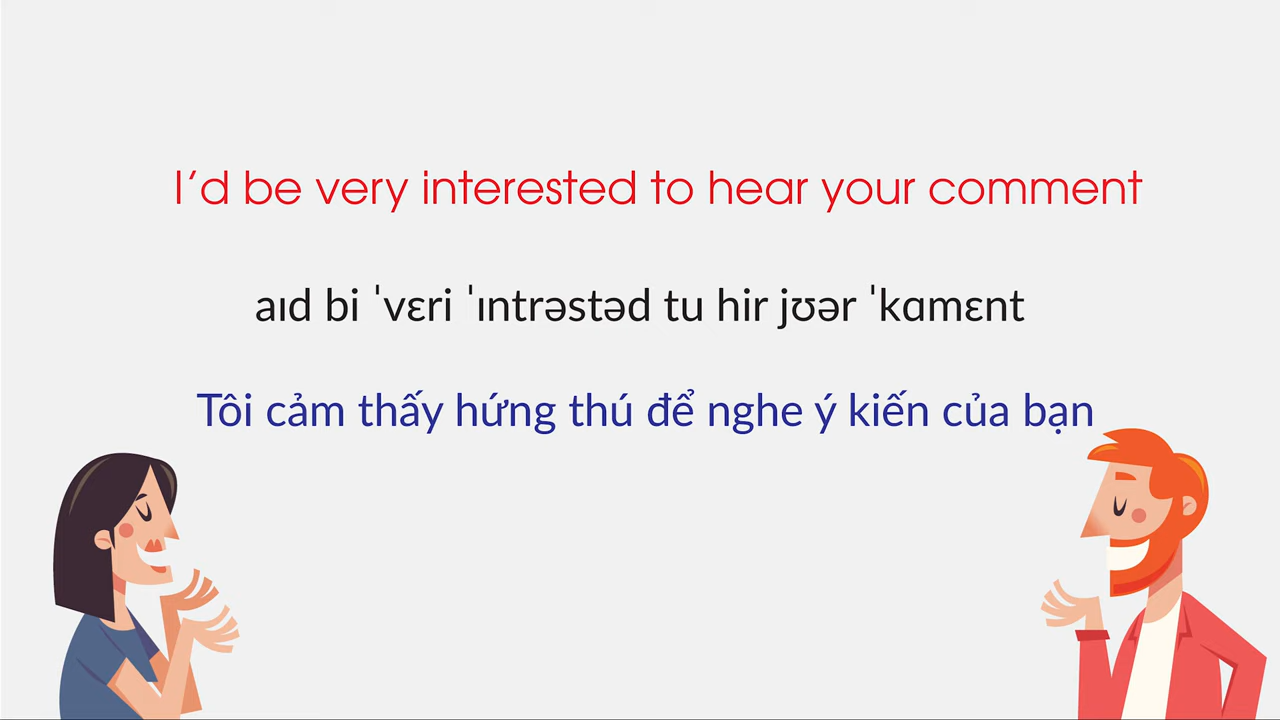 I’d be very interested to hear your comment
aɪd bi ˈvɛri ˈɪntrəstəd tu hir jʊər ˈkɑmɛnt
Tôi cảm thấy hứng thú để nghe ý kiến của bạn